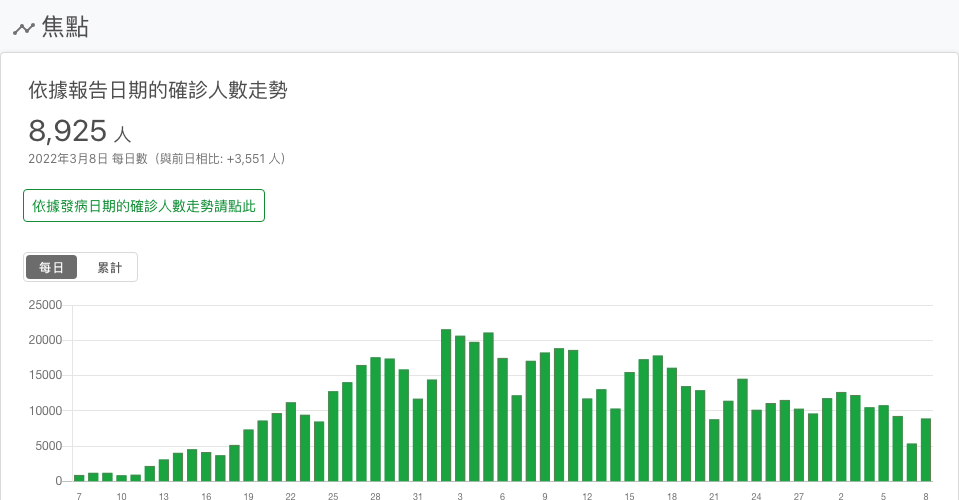 焦點
依據報告日期的確診人數走勢
8,925 人
2022年3月8日 每日數（與前日相比: +3,551 人）
依據發病日期的確診人數走勢請點此
每日 累計
25000
20000
15000
10000
5000
0
7 10 13 16 19 22 25 28 31 3 6 9 12 15 18 21 24 27 2 5 8